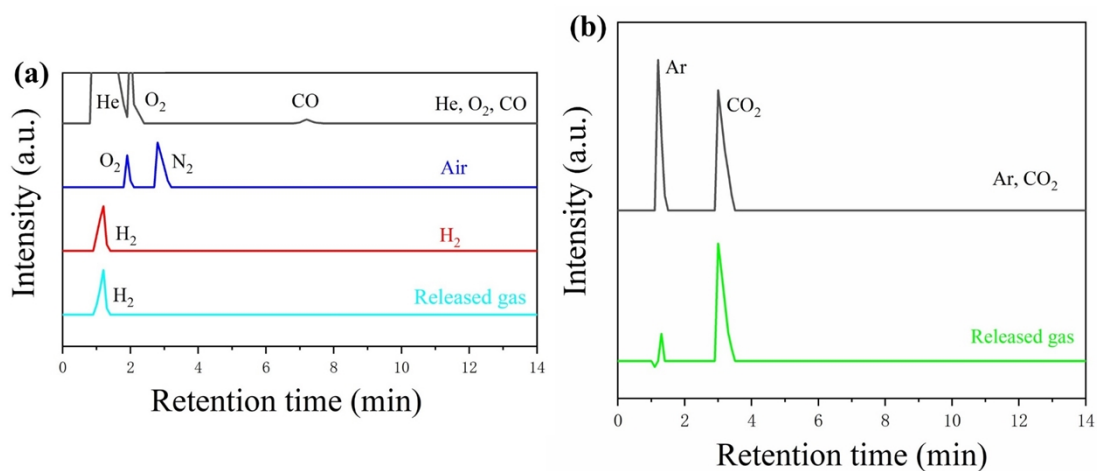 (a)
Intensity (a.u.)
He
O₂
CO
He, O₂, CO
O₂
N₂
Air
H₂
H₂
H₂
Released gas
0 2 4 6 8 10 12 14
Retention time (min)
(b)
Intensity (a.u.)
Ar
CO₂
Ar, CO₂
Released gas
0 2 4 6 8 10 12 14
Retention time (min)